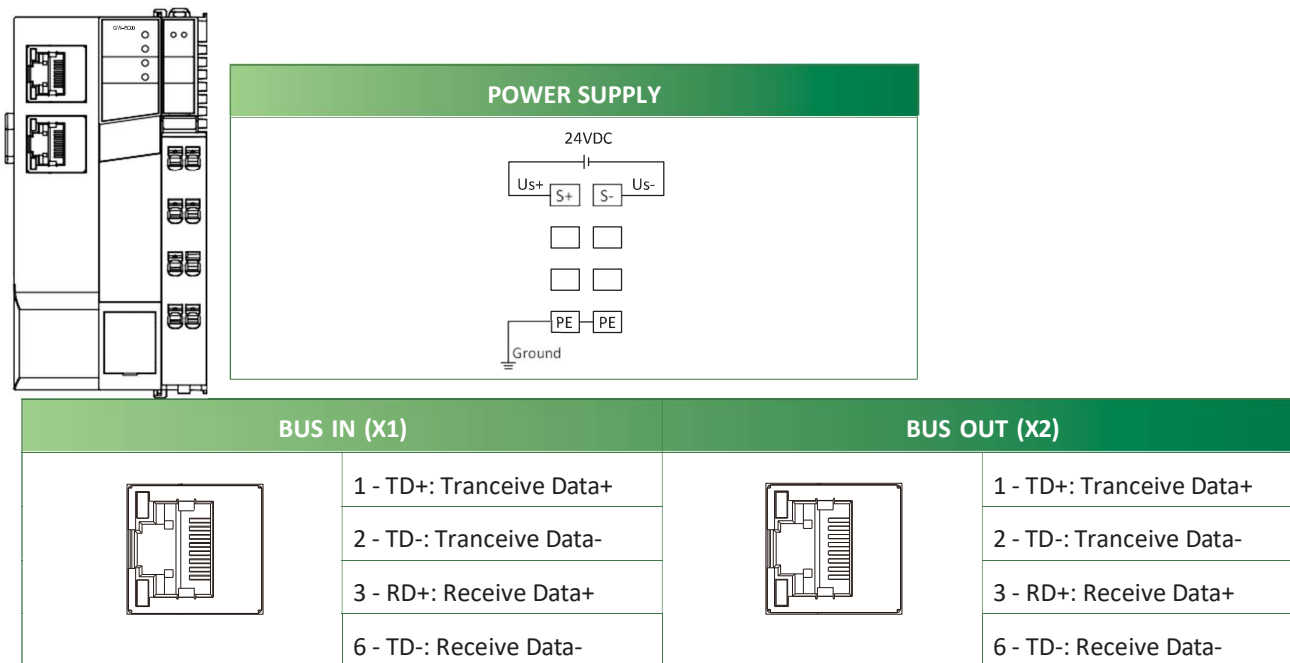 POWER SUPPLY
24VDC
Us+ S+ S- Us-
PE PE
Ground
BUS IN (X1) BUS OUT (X2)
1 - TD+: Tranceive Data+ 1 - TD+: Tranceive Data+
2 - TD-: Tranceive Data- 2 - TD-: Tranceive Data-
3 - RD+: Receive Data+ 3 - RD+: Receive Data+
6 - TD-: Receive Data- 6 - TD-: Receive Data-